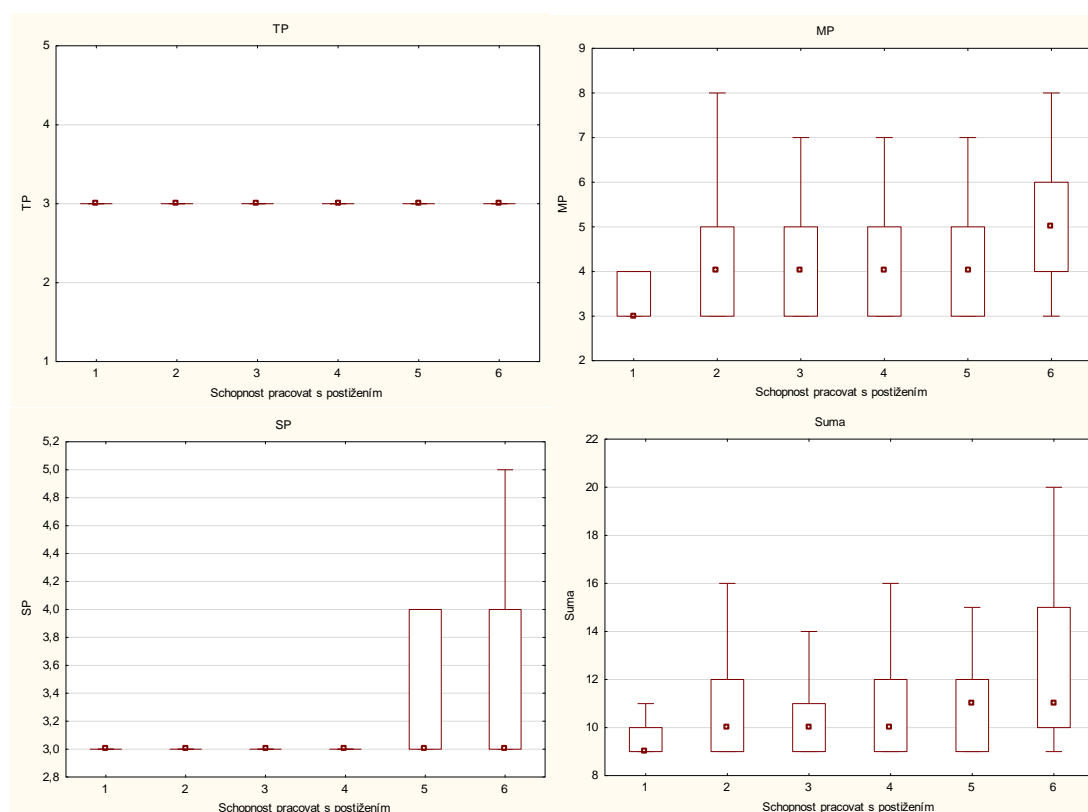 TP
5
4
3
2
1
TP
1 2 3 4 5 6
Schopnost pracovat s postižením
MP
9
8
7
6
5
4
3
2
MP
1 2 3 4 5 6
Schopnost pracovat s postižením
SP
5,2
5,0
4,8
4,6
4,4
4,2
4,0
3,8
3,6
3,4
3,2
3,0
2,8
SP
1 2 3 4 5 6
Schopnost pracovat s postižením
Suma
22
20
18
16
14
12
10
8
Suma
1 2 3 4 5 6
Schopnost pracovat s postižením